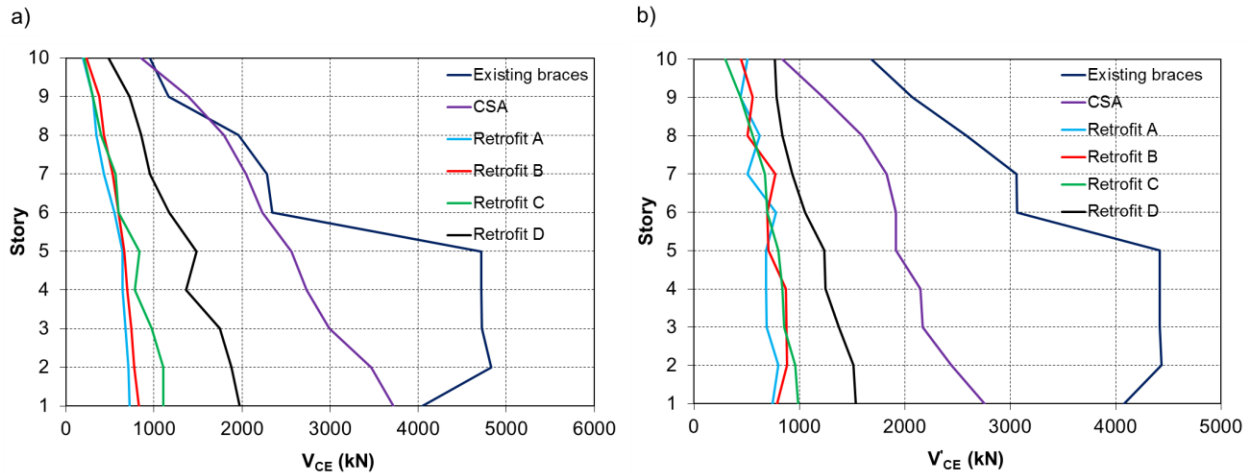 a)
10
9
8
7
6
5
4
3
2
1
Story
0 1000 2000 3000 4000 5000 6000
V_CE (kN)
Existing braces
CSA
Retrofit A
Retrofit B
Retrofit C
Retrofit D
b)
10
9
8
7
6
5
4
3
2
1
Story
0 1000 2000 3000 4000 5000
V'_CE (kN)
Existing braces
CSA
Retrofit A
Retrofit B
Retrofit C
Retrofit D